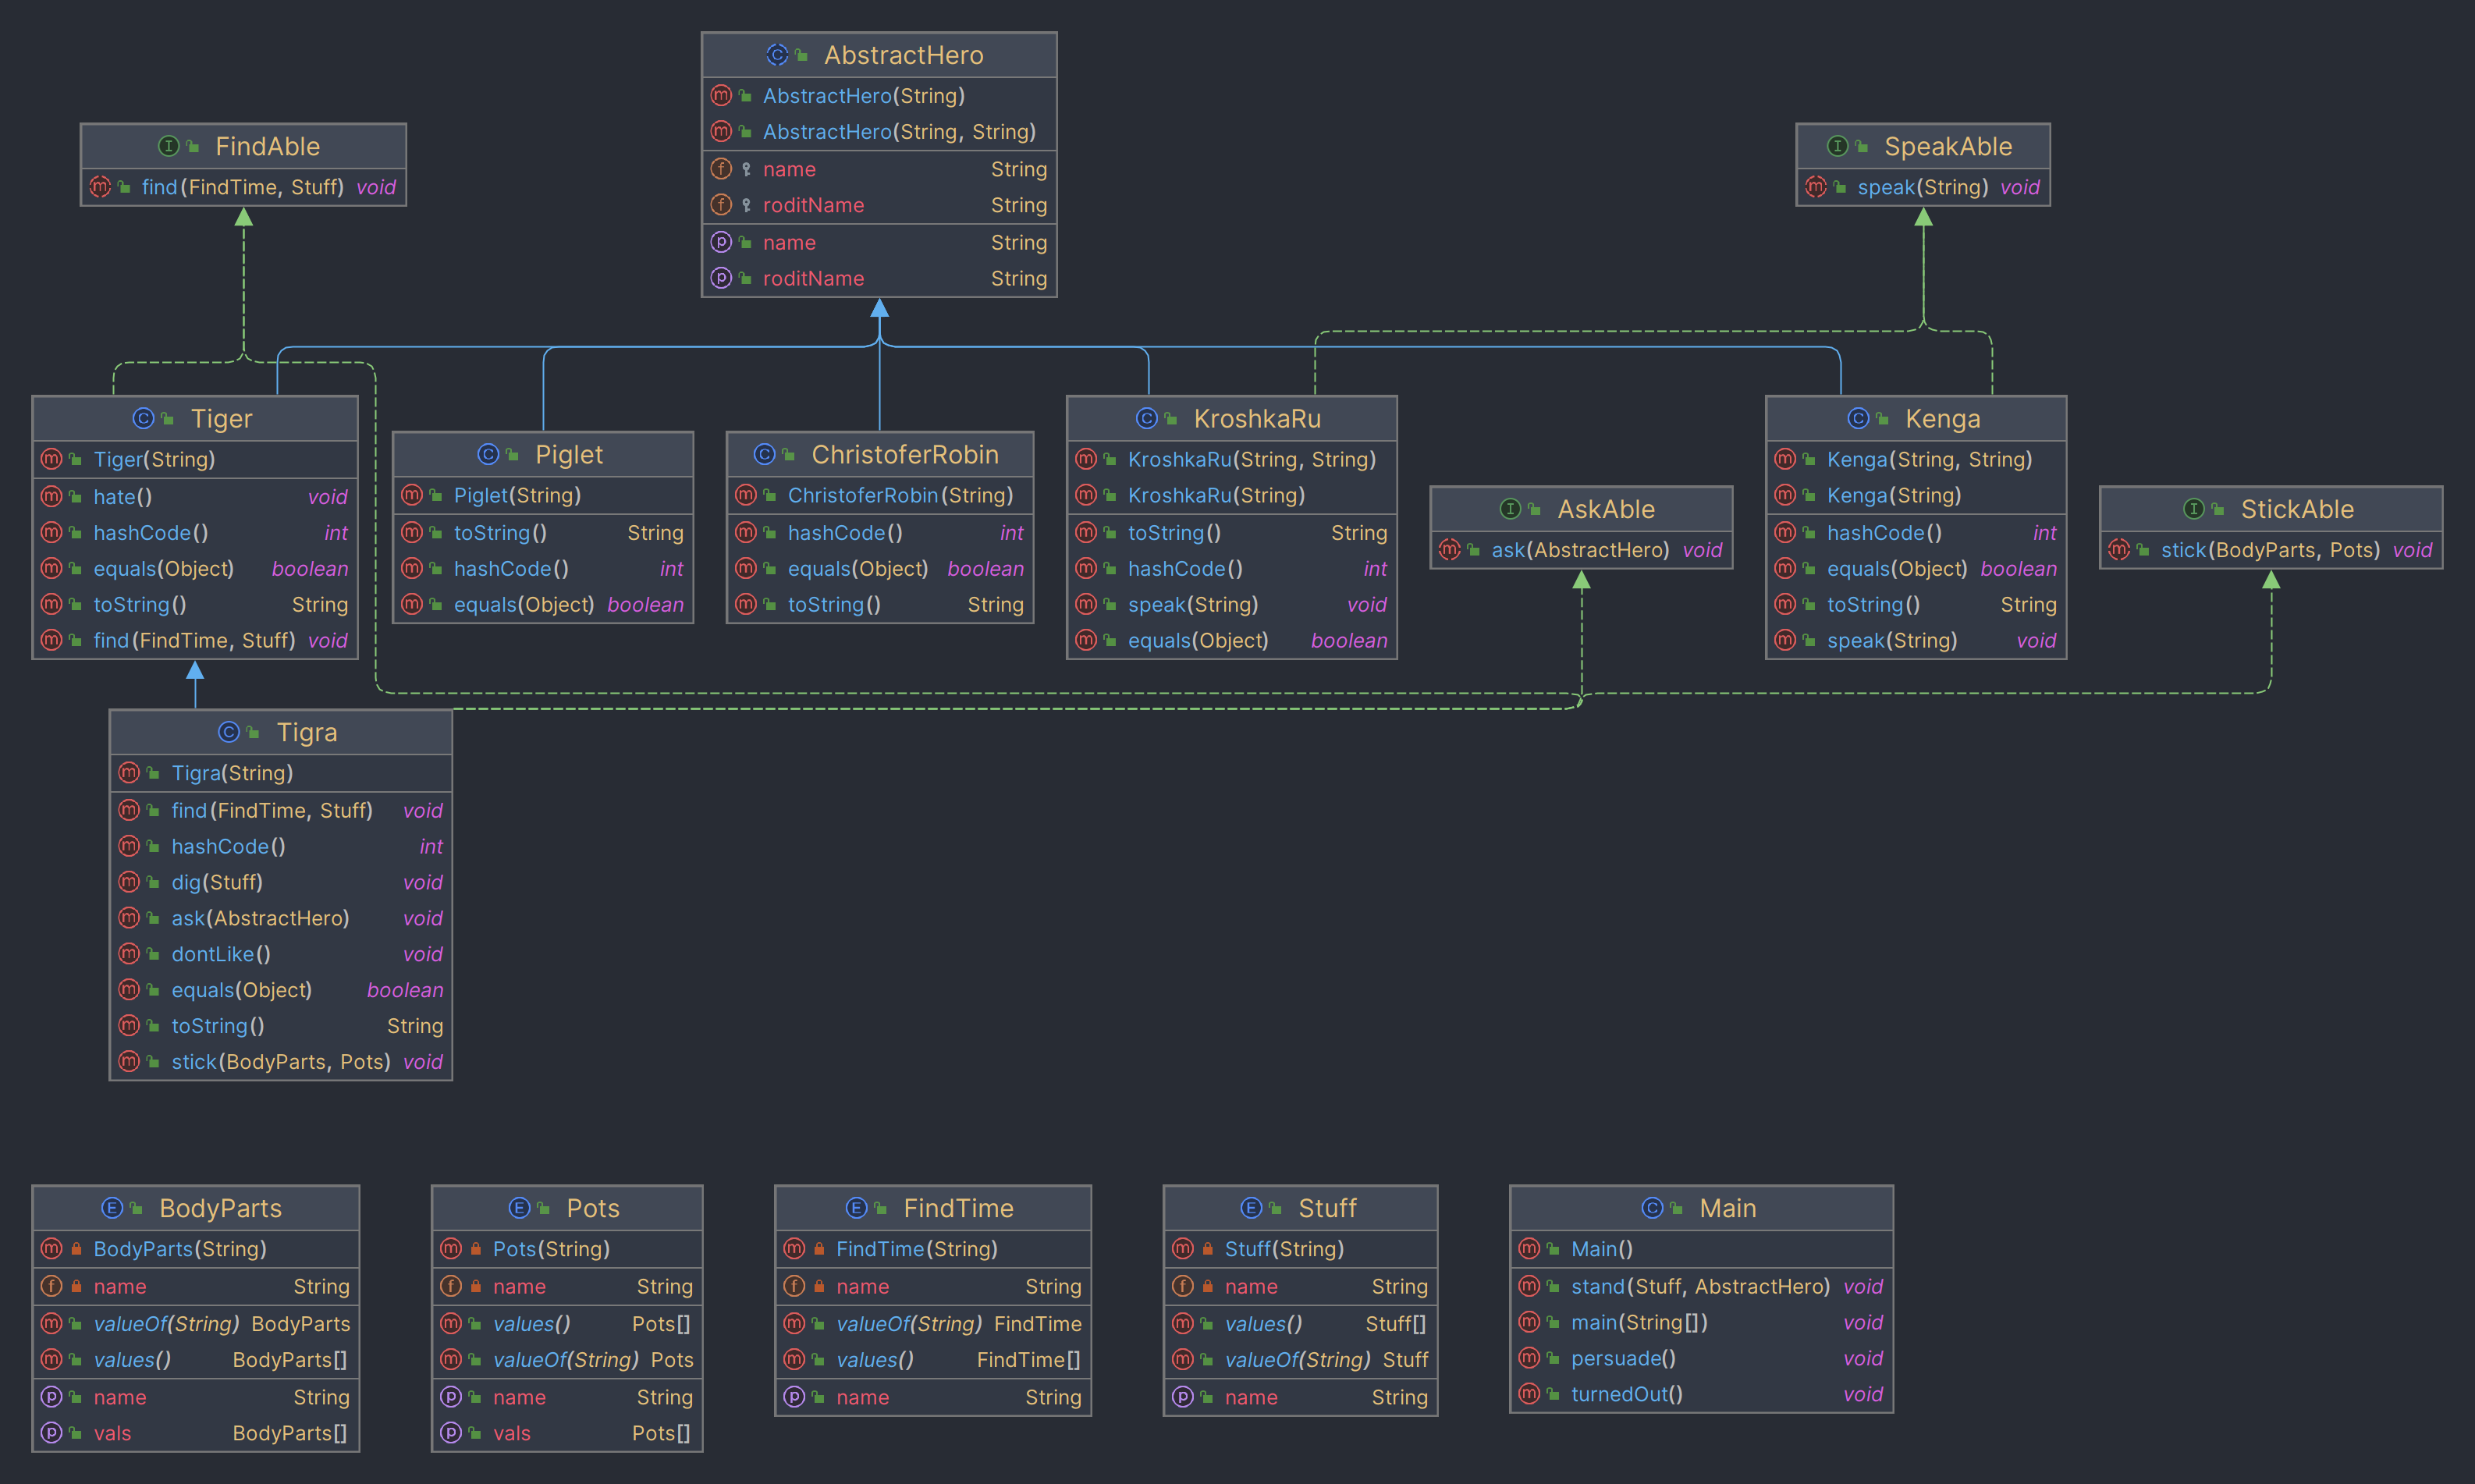 AbstractHero
AbstractHero(String)
AbstractHero(String, String)
name String
roditName String
name String
roditName String
FindAble
find(FindTime, Stuff) void
SpeakAble
speak(String) void
Tiger
Tiger(String)
hate() void
hashCode() int
equals(Object) boolean
toString() String
find(FindTime, Stuff) void
Piglet
Piglet(String)
toString() String
hashCode() int
equals(Object) boolean
ChristoferRobin
ChristoferRobin(String)
hashCode() int
equals(Object) boolean
toString() String
KroshkaRu
KroshkaRu(String, String)
KroshkaRu(String)
toString() String
hashCode() int
speak(String) void
equals(Object) boolean
AskAble
ask(AbstractHero) void
Kenga
Kenga(String, String)
Kenga(String)
hashCode() int
equals(Object) boolean
toString() String
speak(String) void
StickAble
stick(BodyParts, Pots) void
Tigra
Tigra(String)
find(FindTime, Stuff) void
hashCode() int
dig(Stuff) void
ask(AbstractHero) void
dontLike() void
equals(Object) boolean
toString() String
stick(BodyParts, Pots) void
BodyParts
BodyParts(String)
name String
valueOf(String) BodyParts
values() BodyParts[]
name String
vals BodyParts[]
Pots
Pots(String)
name String
values() Pots[]
valueOf(String) Pots
name String
vals Pots[]
FindTime
FindTime(String)
name String
valueOf(String) FindTime
values() FindTime[]
name String
Stuff
Stuff(String)
name String
values() Stuff[]
valueOf(String) Stuff
name String
Main
Main()
stand(Stuff, AbstractHero) void
main(String[]) void
persuade() void
turnedOut() void